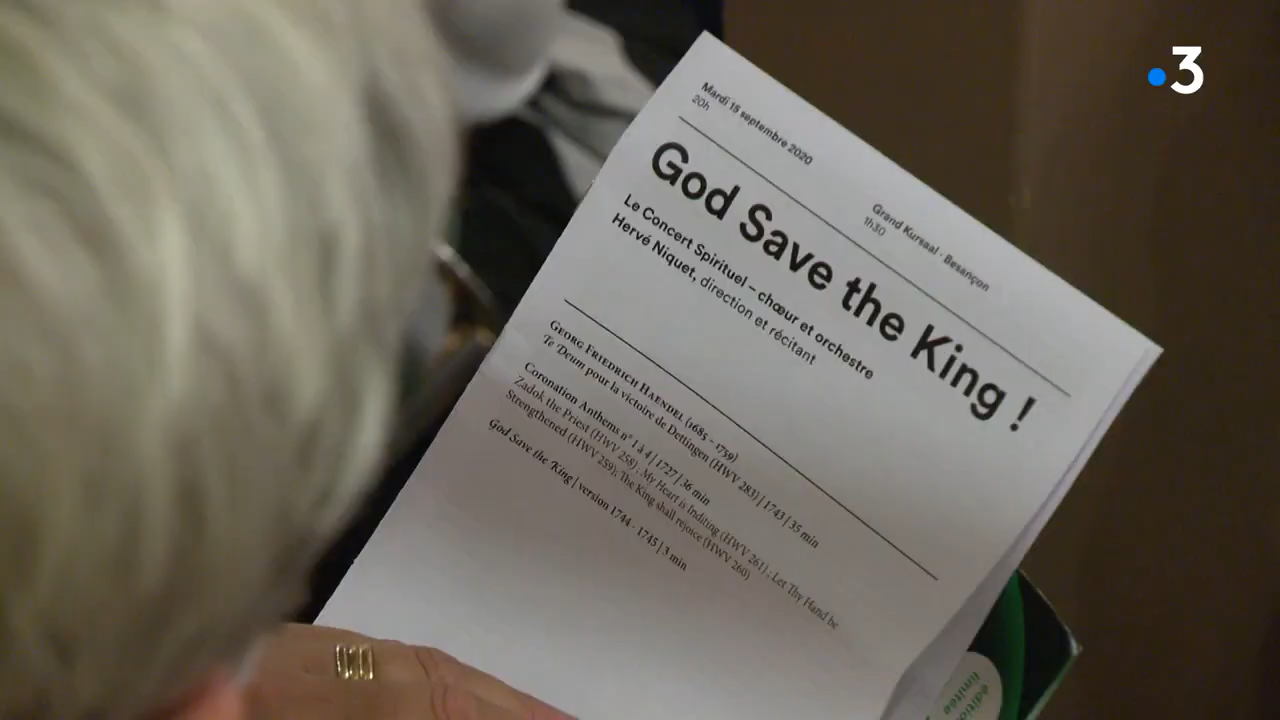 3
Mardi 15 septembre 2020
20h
Grand Kursaal · Besançon
1h30
God Save the King !
Le Concert Spirituel – chœur et orchestre
Hervé Niquet, direction et récitant
Georg Friedrich Haendel (1685 – 1759)
Te Deum pour la victoire de Dettingen (HWV 283) | 1743 | 35 min
Coronation Anthems n° 1 à 4 | 1727 | 36 min
Zadok the Priest (HWV 258) ; My Heart is Inditing (HWV 261) ; Let Thy Hand be
Strengthened (HWV 259); The King shall rejoice (HWV 260)
God Save the King | version 1744 - 1745 | 3 min
édition
limitée